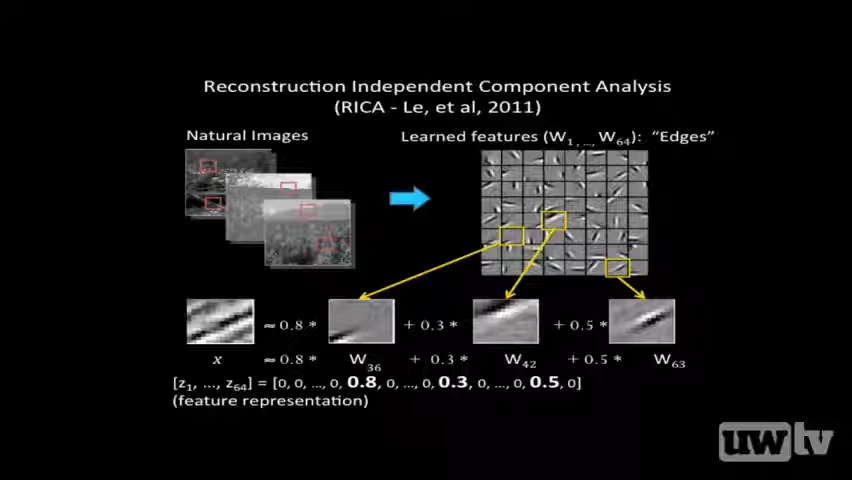 Reconstruction Independent Component Analysis
(RICA - Le, et al, 2011)
Natural Images
Learned features (W1, ..., W64): “Edges”
≈ 0.8 * + 0.3 * + 0.5 *
x ≈ 0.8 * W36 + 0.3 * W42 + 0.5 * W63
[z1, ..., z64] = [0, 0, ..., 0, 0.8, 0, ..., 0, 0.3, 0, ..., 0, 0.5, 0]
(feature representation)
uwtv